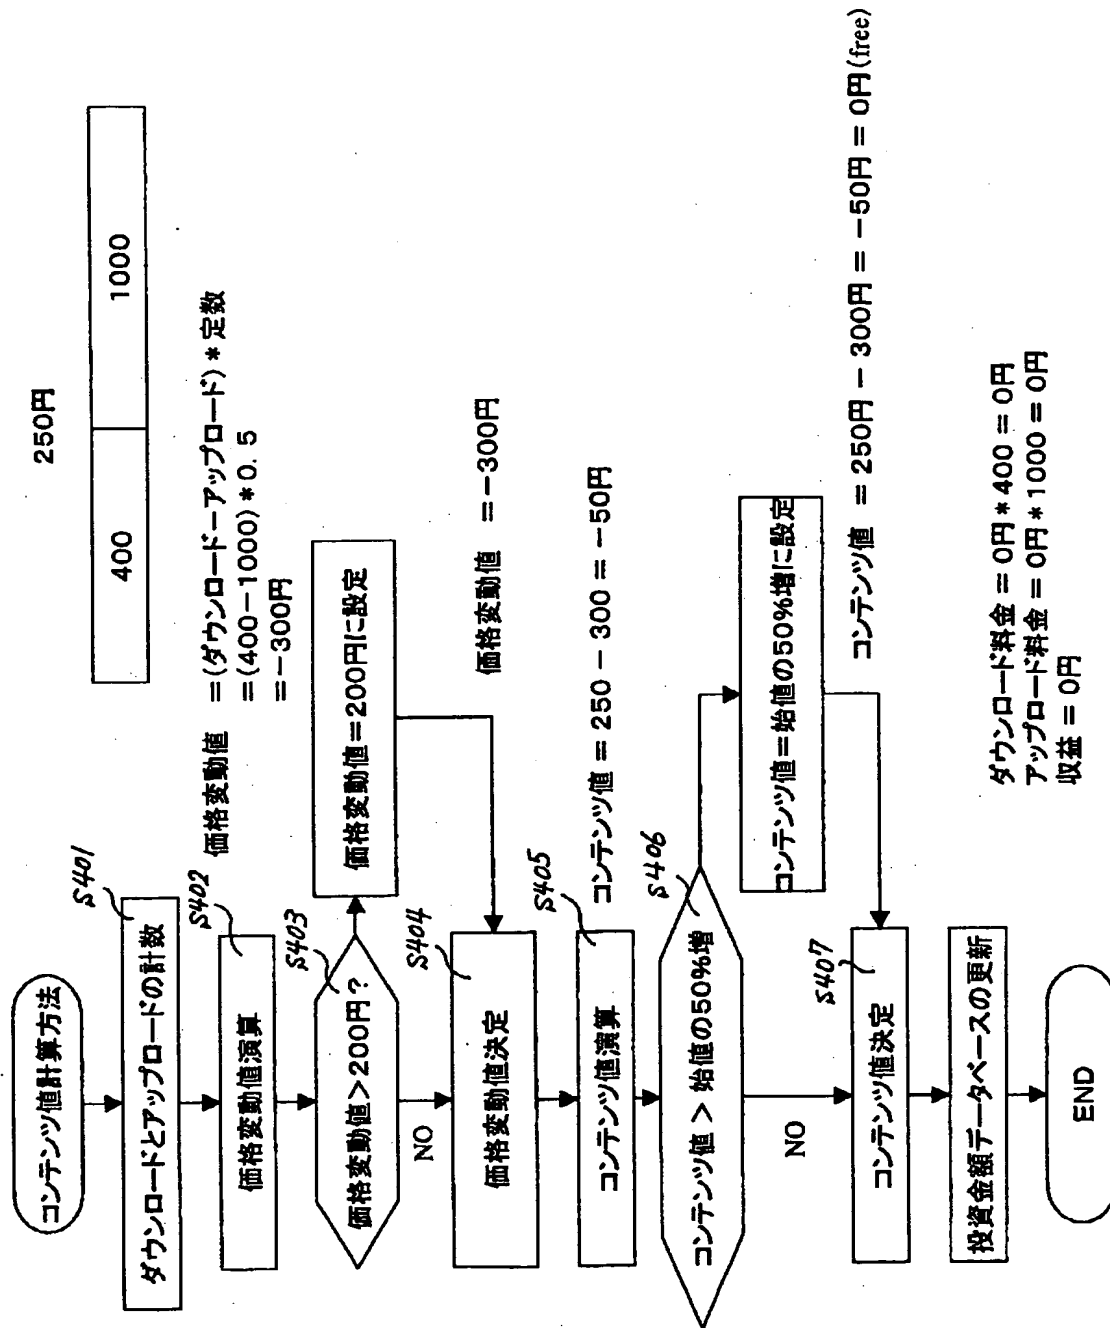 コンテンツ値計算方法
250円
400
1000
S401
ダウンロードとアップロードの計数
S402
価格変動値演算
価格変動値 =(ダウンロードーアップロード)*定数
=(400-1000)*0.5
=-300円
S403
価格変動値>200円?
価格変動値=200円に設定
NO
S404
価格変動値決定
価格変動値 =-300円
S405
コンテンツ値演算
コンテンツ値 = 250 - 300 = -50円
S406
コンテンツ値 > 始値の50%増
コンテンツ値=始値の50%増に設定
NO
S407
コンテンツ値決定
コンテンツ値 = 250円 - 300円 = -50円 = 0円(free)
投資金額データベースの更新
ダウンロード料金 = 0円*400 = 0円
アップロード料金 = 0円*1000 = 0円
収益 = 0円
END